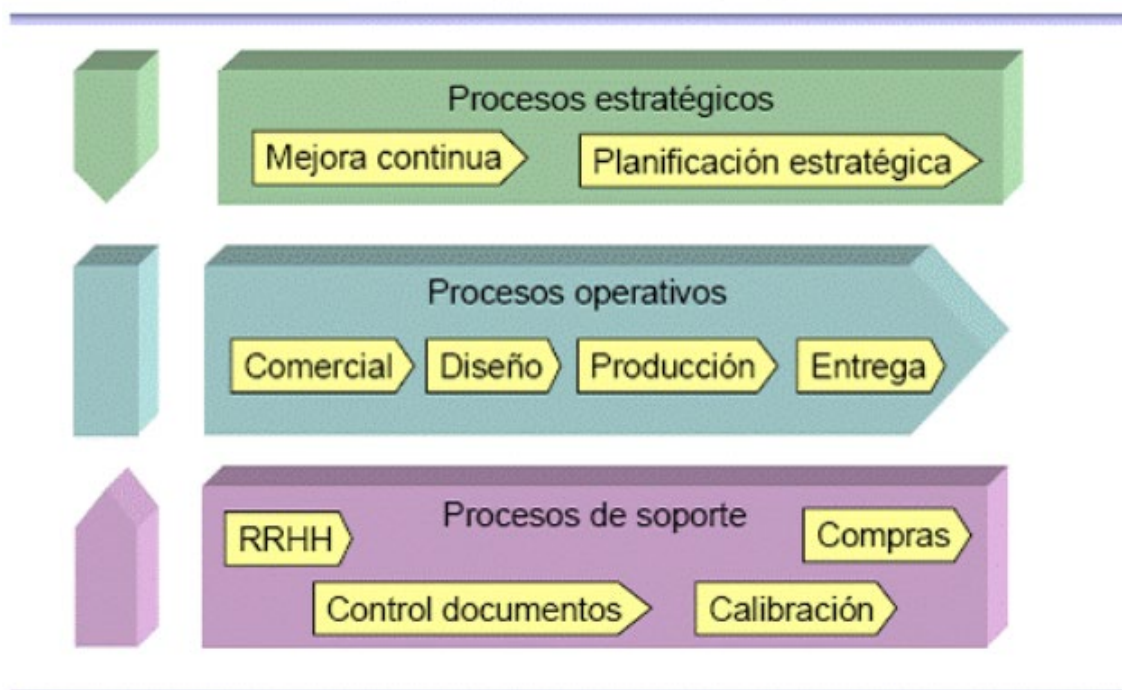 Procesos estratégicos
Mejora continua
Planificación estratégica
Procesos operativos
Comercial
Diseño
Producción
Entrega
Procesos de soporte
RRHH
Compras
Control documentos
Calibración